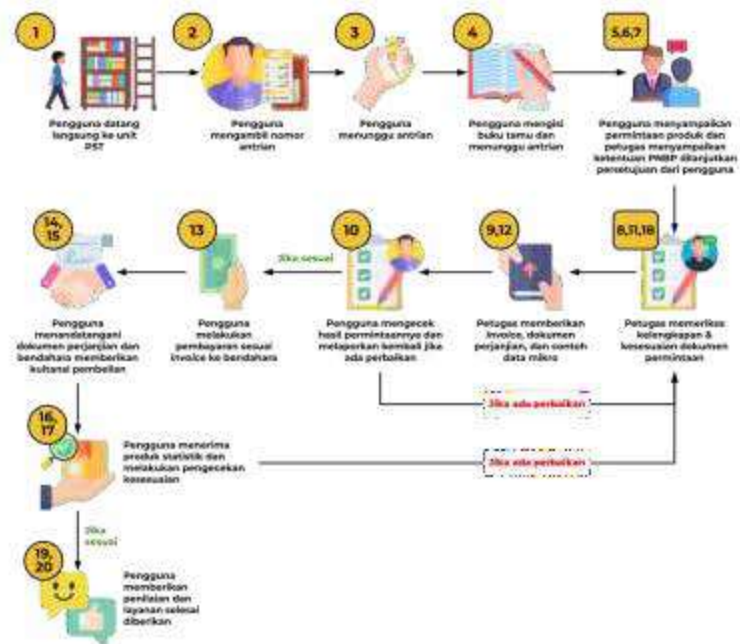 1
Pengguna datang
langsung ke unit
PST
2
Pengguna
mengambil nomor
antrian
3
Pengguna
menunggu antrian
4
Pengguna mengisi
buku tamu dan
menunggu antrian
5,6,7
Pengguna menyampaikan
permintaan produk dan
petugas menyampaikan
ketentuan PNBP dilanjutkan
persetujuan dari pengguna
14,
15
Pengguna
menandatangani
dokumen perjanjian dan
bendahara memberikan
kuitansi pembelian
13
Pengguna
melakukan
pembayaran sesuai
invoice ke bendahara
Jika sesuai
10
Pengguna mengecek
hasil permintaannya dan
melaporkan kembali jika
ada perbaikan
9,12
Petugas memberikan
invoice, dokumen
perjanjian, dan contoh
data mikro
8,11,18
Petugas memeriksa
kelengkapan &
kesesuaian dokumen
permintaan
Jika ada perbaikan
16,
17
Pengguna menerima
produk statistik dan
melakukan pengecekan
kesesuaian
Jika ada perbaikan
Jika
sesuai
19,
20
Pengguna
memberikan
penilaian dan
layanan selesai
diberikan